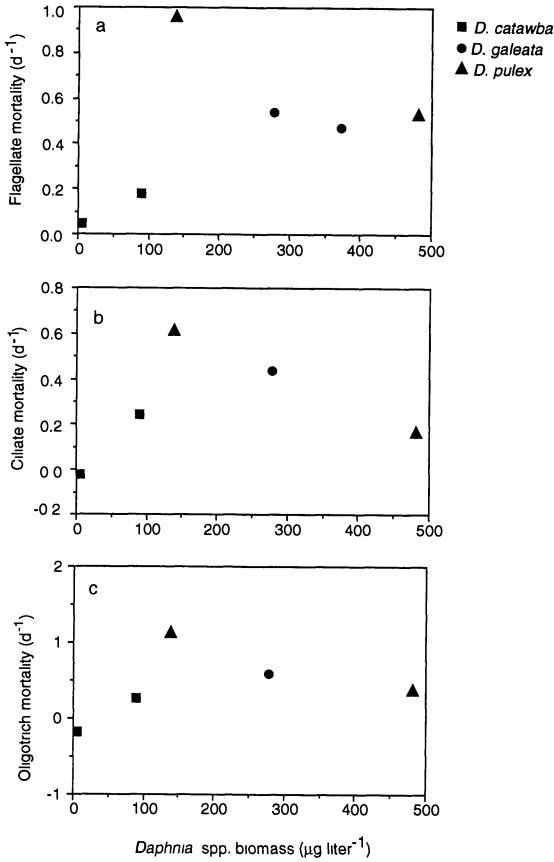 a
■ D. catawba
● D. galeata
▲ D. pulex
Flagellate mortality (d-1)
1.0
0.8
0.6
0.4
0.2
0.0
0 100 200 300 400 500
b
Ciliate mortality (d-1)
0.8
0.6
0.4
0.2
0 0
-0 2
0 100 200 300 400 500
c
Oligotrich mortality (d-1)
2
1
0
-1
0 100 200 300 400 500
Daphnia spp. biomass (µg liter-1)